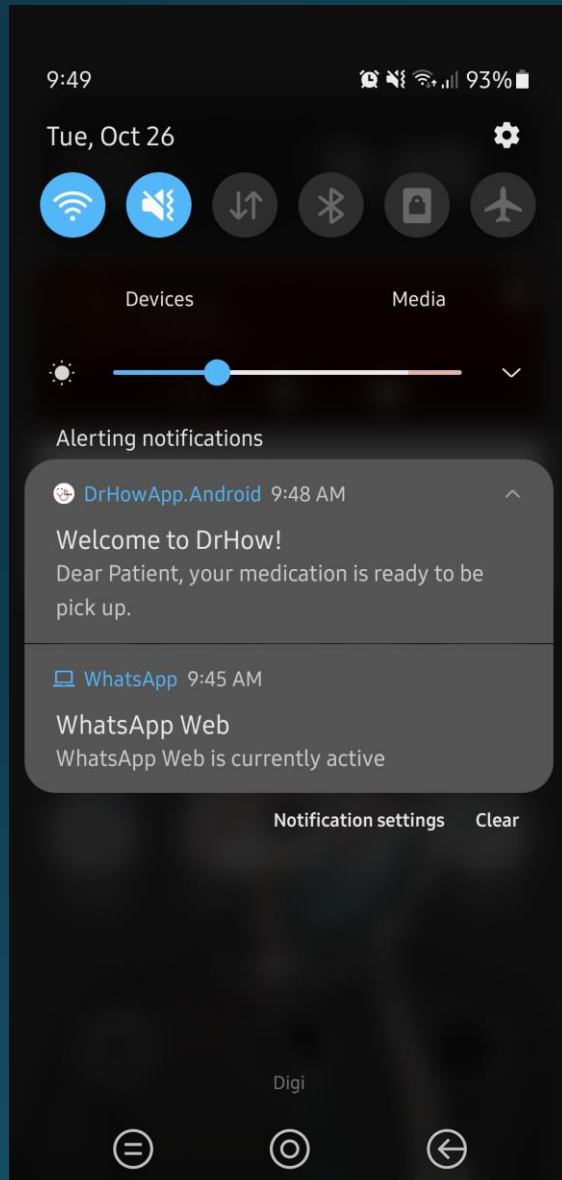 9:49 93%
Tue, Oct 26
Devices Media
Alerting notifications
DrHowApp.Android 9:48 AM
Welcome to DrHow!
Dear Patient, your medication is ready to be
pick up.
WhatsApp 9:45 AM
WhatsApp Web
WhatsApp Web is currently active
Notification settings Clear
Digi